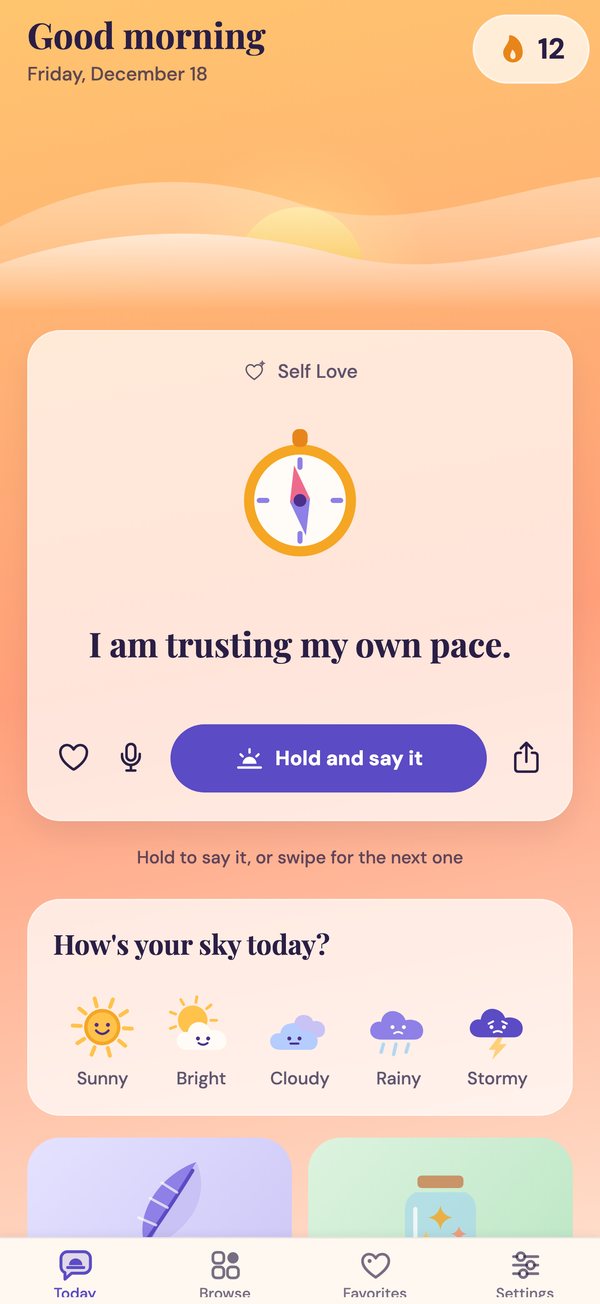 Good morning
Friday, December 18
12
Self Love
I am trusting my own pace.
Hold and say it
Hold to say it, or swipe for the next one
How's your sky today?
Sunny
Bright
Cloudy
Rainy
Stormy
Today
Browse
Favorites
Settings